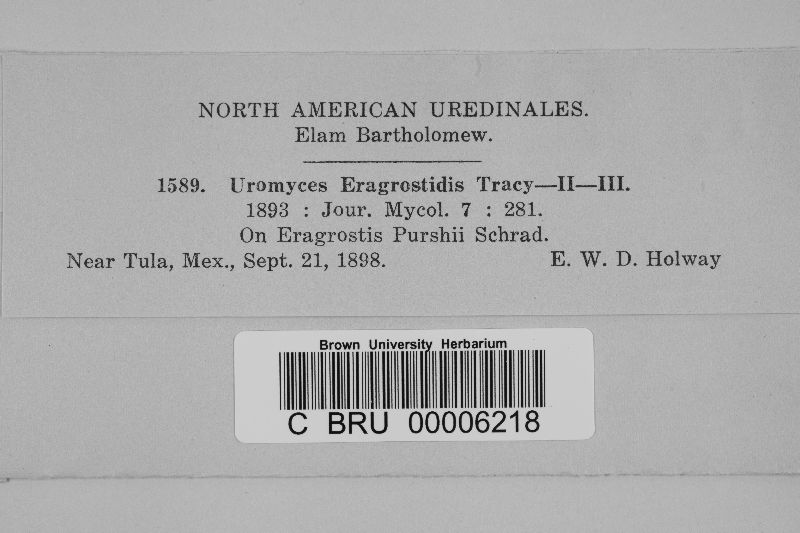 NORTH AMERICAN UREDINALES.
Elam Bartholomew.
1589. Uromyces Eragrostidis Tracy—II—III.
1893 : Jour. Mycol. 7 : 281.
On Eragrostis Purshii Schrad.
Near Tula, Mex., Sept. 21, 1898. E. W. D. Holway
Brown University Herbarium
C BRU 00006218